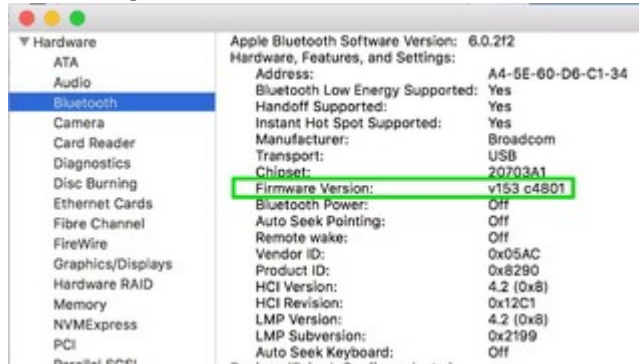 ▼ Hardware
ATA
Audio
Bluetooth
Camera
Card Reader
Diagnostics
Disc Burning
Ethernet Cards
Fibre Channel
FireWire
Graphics/Displays
Hardware RAID
Memory
NVMExpress
PCI
Parallel SCSI
Apple Bluetooth Software Version: 6.0.2f2
Hardware, Features, and Settings:
Address: A4-5E-60-D6-C1-34
Bluetooth Low Energy Supported: Yes
Handoff Supported: Yes
Instant Hot Spot Supported: Yes
Manufacturer: Broadcom
Transport: USB
Chipset: 20703A1
Firmware Version: v153 c4801
Bluetooth Power: Off
Auto Seek Pointing: Off
Remote wake: Off
Vendor ID: 0x05AC
Product ID: 0x8290
HCI Version: 4.2 (0x8)
HCI Revision: 0x12C1
LMP Version: 4.2 (0x8)
LMP Subversion: 0x2199
Auto Seek Keyboard: Off